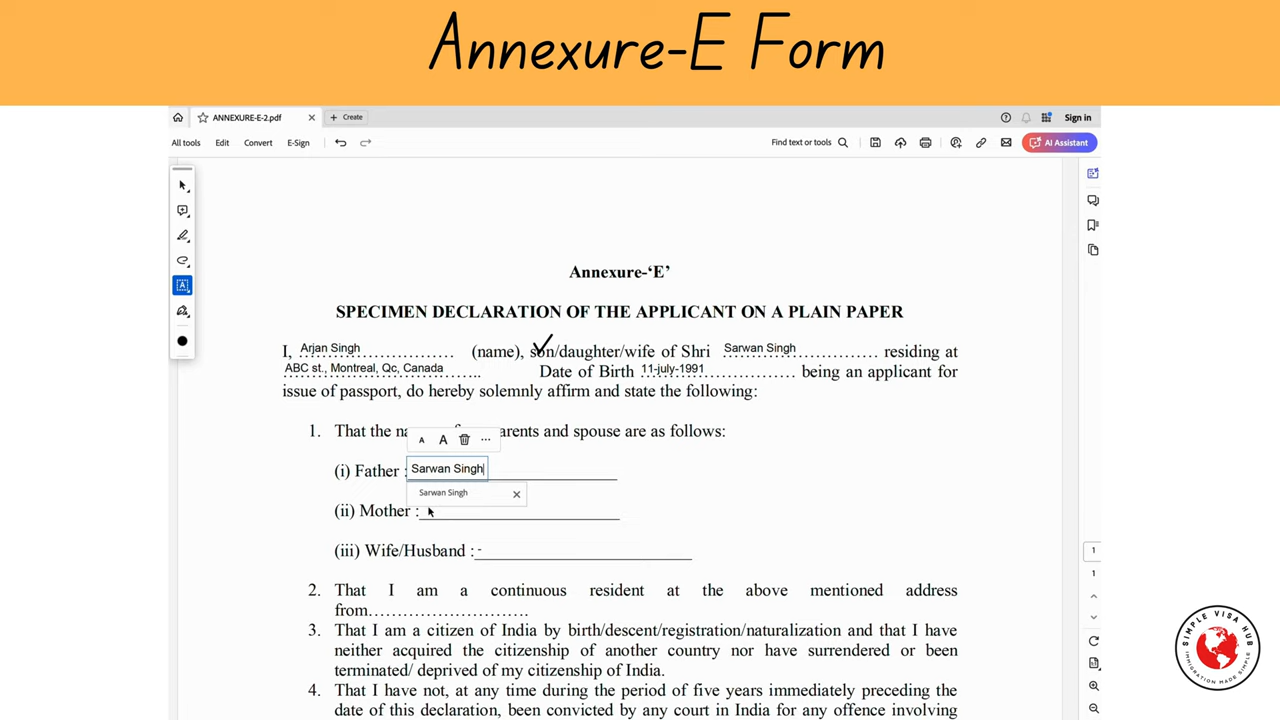 Annexure-E Form
ANNEXURE-E-2.pdf
Create
Sign in
All tools
Edit
Convert
E-Sign
Find text or tools
AI Assistant
Annexure-‘E’
SPECIMEN DECLARATION OF THE APPLICANT ON A PLAIN PAPER
I, Arjan Singh (name), son/daughter/wife of Shri Sarwan Singh residing at
ABC st., Montreal, Qc, Canada Date of Birth 11-july-1991 being an applicant for
issue of passport, do hereby solemnly affirm and state the following:
1. That the arents and spouse are as follows:
(i) Father : Sarwan Singh
Sarwan Singh
(ii) Mother :
(iii) Wife/Husband : -
2. That I am a continuous resident at the above mentioned address
from……………………….
3. That I am a citizen of India by birth/descent/registration/naturalization and that I have
neither acquired the citizenship of another country nor have surrendered or been
terminated/ deprived of my citizenship of India.
4. That I have not, at any time during the period of five years immediately preceding the
date of this declaration, been convicted by any court in India for any offence involving
1
1
SIMPLE VISA HUB
IMMIGRATION MADE SIMPLE